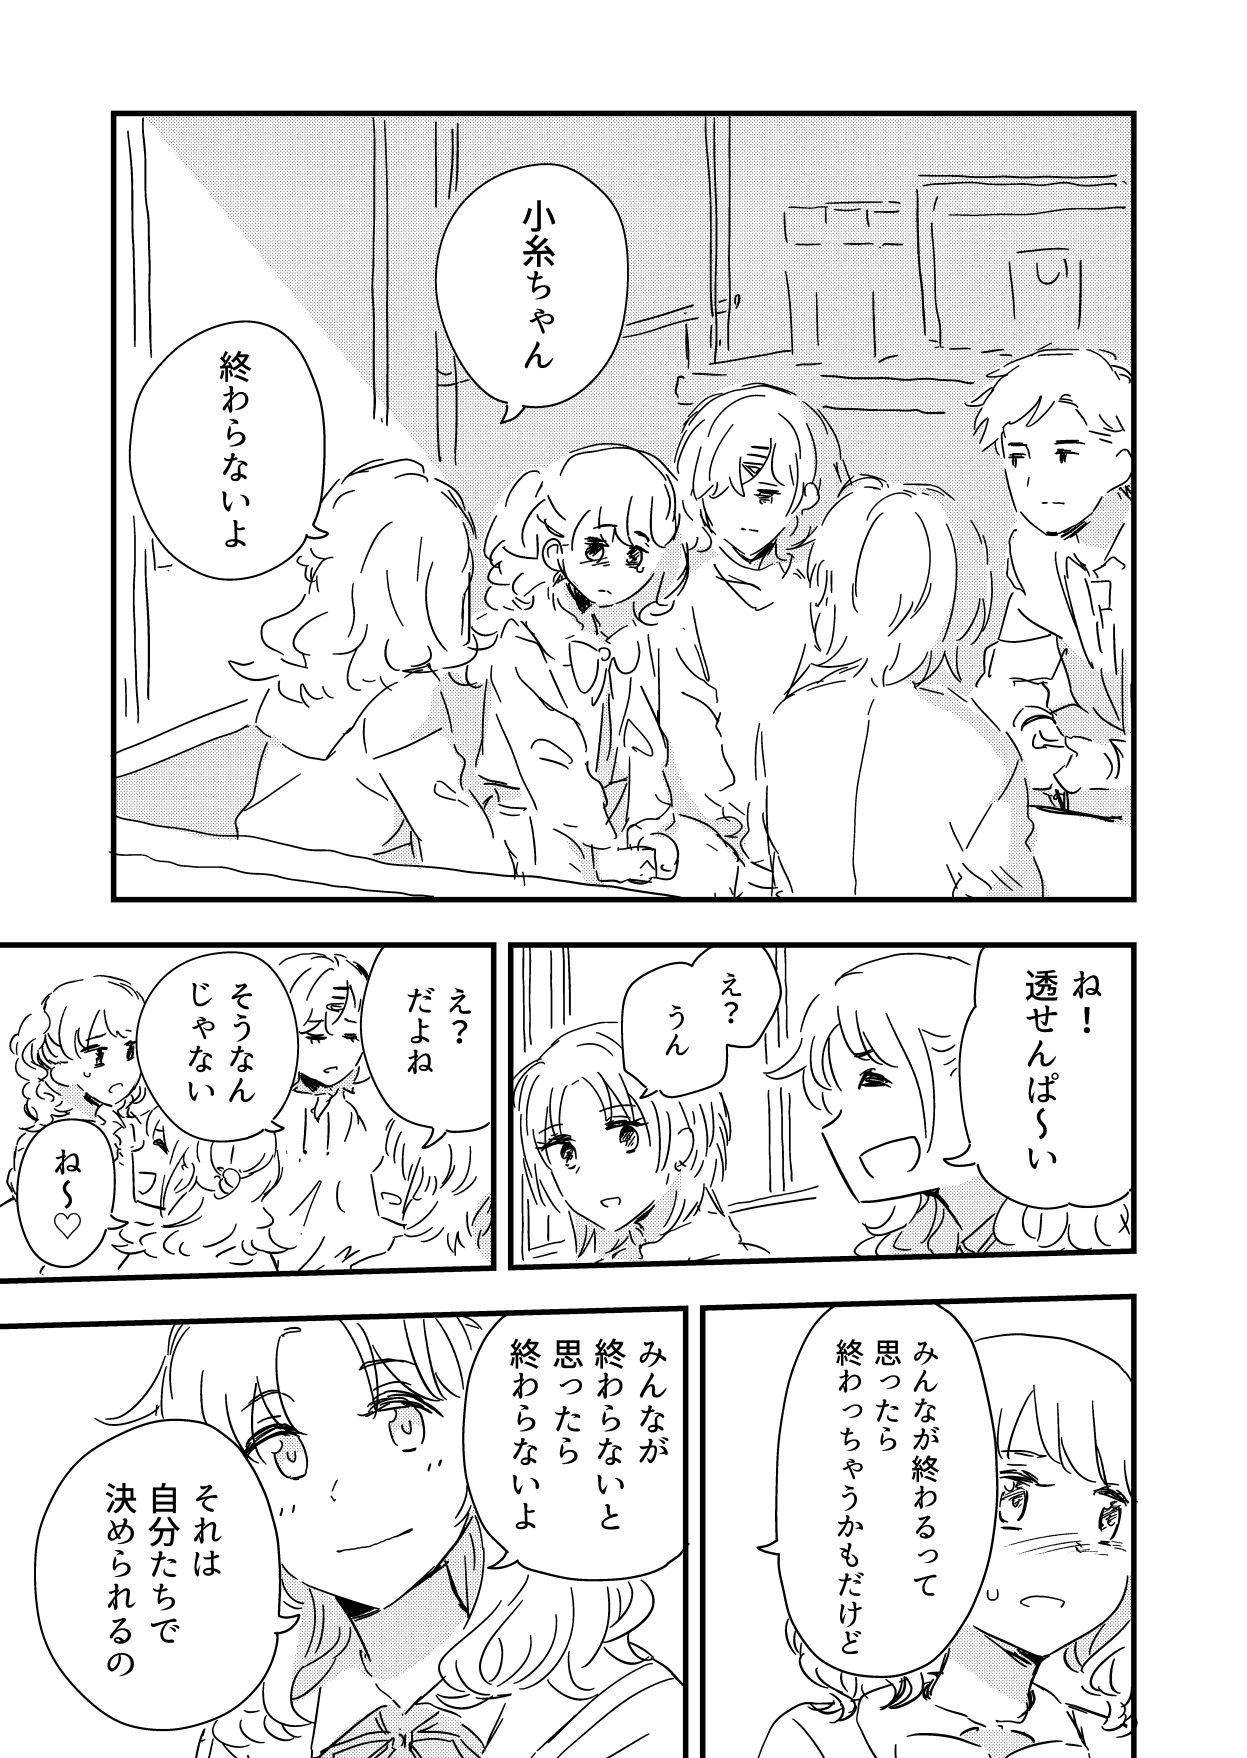 小糸ちゃん
終わらないよ
ね！
透せんぱ〜い
え？
うん
え？
だよね
そうなん
じゃない
ね〜♡
みんなが終わるって
思ったら
終わっちゃうかもだけど
みんなが
終わらないと
思ったら
終わらないよ
それは
自分たちで
決められるの